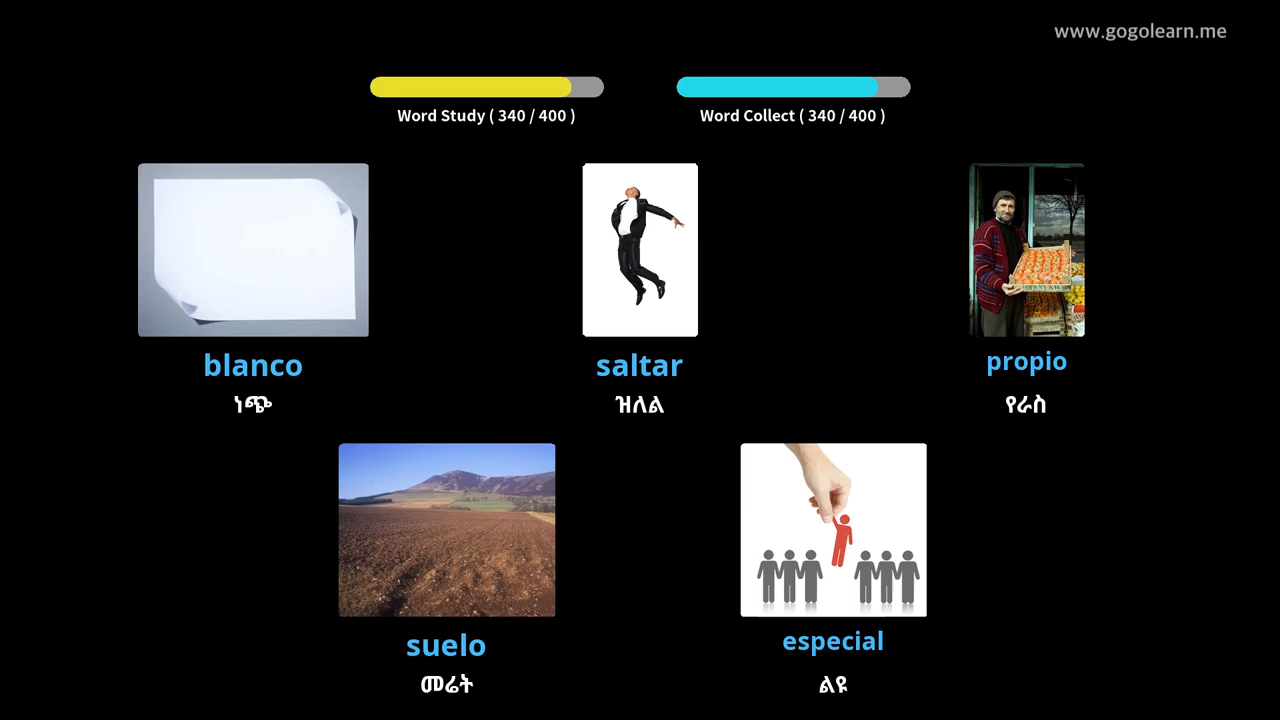 www.gogolearn.me
Word Study ( 340 / 400 )
Word Collect ( 340 / 400 )
blanco
ነጭ
saltar
ዝለል
propio
የራስ
suelo
መሬት
especial
ልዩ